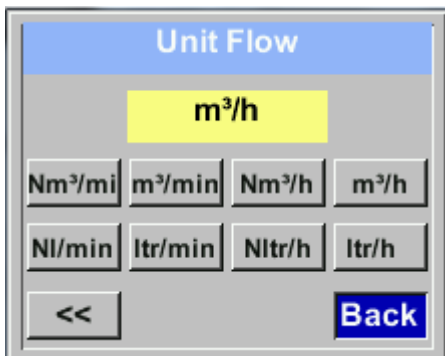 Unit Flow
m³/h
Nm³/mi m³/min Nm³/h m³/h
Nl/min ltr/min Nltr/h ltr/h
<< Back